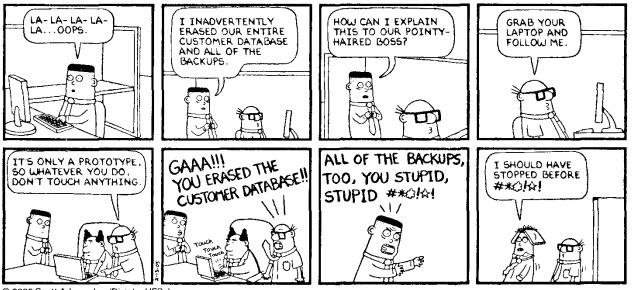 LA-LA-LA-LA-
LA...OOPS.
I INADVERTENTLY
ERASED OUR ENTIRE
CUSTOMER DATABASE
AND ALL OF THE
BACKUPS.
HOW CAN I EXPLAIN
THIS TO OUR POINTY-
HAIRED BOSS?
GRAB YOUR
LAPTOP AND
FOLLOW ME.
ITS ONLY A PROTOTYPE,
SO WHATEVER YOU DO,
DON'T TOUCH ANYTHING.
GAAA!!!
YOU ERASED THE
CUSTOMER DATABASE!!
TOUCH
TOUCH
TOUCH
ALL OF THE BACKUPS,
TOO, YOU STUPID,
STUPID #*✩!☆!
I SHOULD HAVE
STOPPED BEFORE
#*✩!☆!